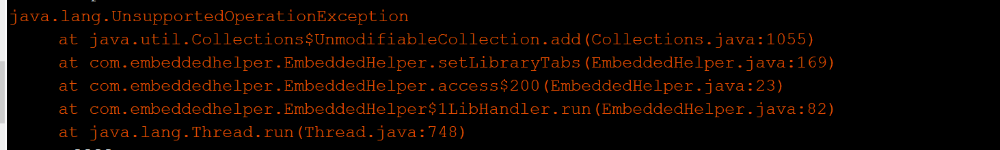 java.lang.UnsupportedOperationException
at java.util.Collections$UnmodifiableCollection.add(Collections.java:1055)
at com.embeddedhelper.EmbeddedHelper.setLibraryTabs(EmbeddedHelper.java:169)
at com.embeddedhelper.EmbeddedHelper.access$200(EmbeddedHelper.java:23)
at com.embeddedhelper.EmbeddedHelper$1LibHandler.run(EmbeddedHelper.java:82)
at java.lang.Thread.run(Thread.java:748)